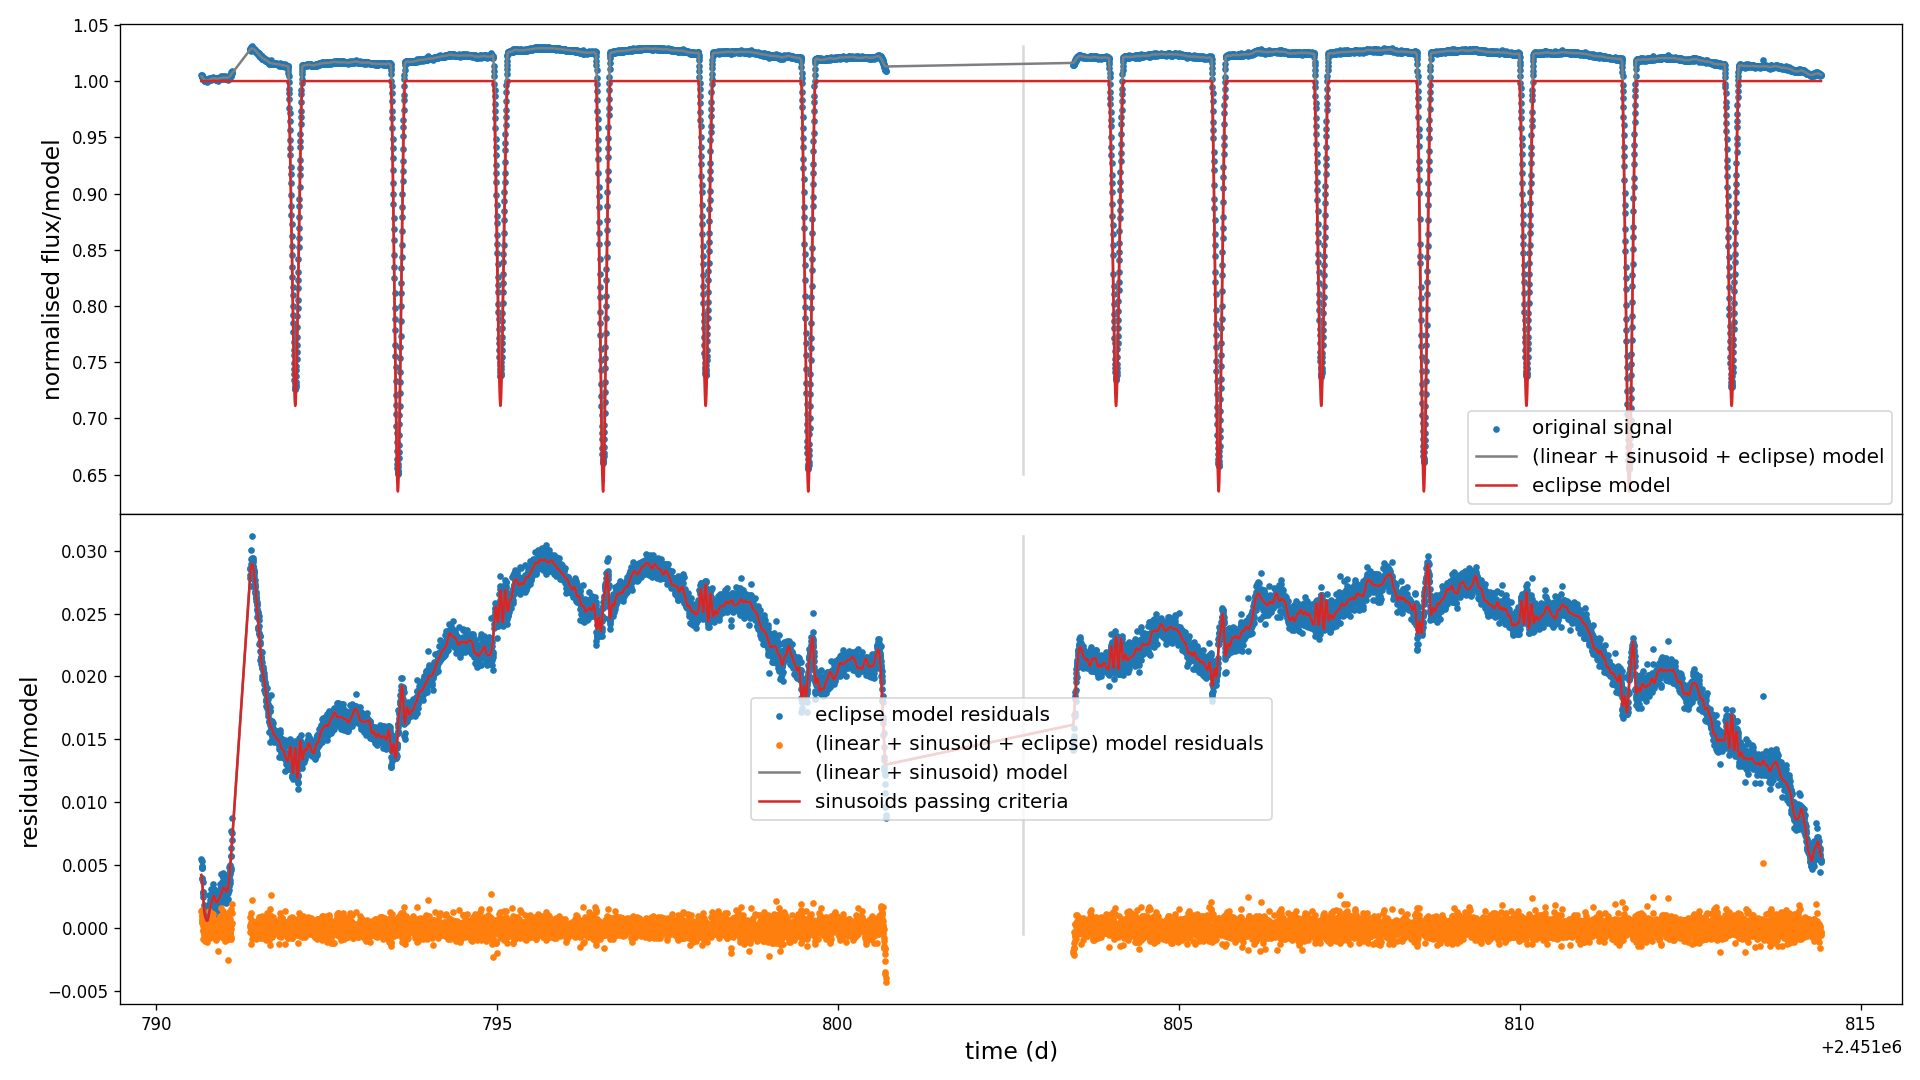 1.05
1.00
0.95
0.90
0.85
0.80
0.75
0.70
0.65
normalised flux/model
original signal
(linear + sinusoid + eclipse) model
eclipse model
0.030
0.025
0.020
0.015
0.010
0.005
0.000
−0.005
residual/model
eclipse model residuals
(linear + sinusoid + eclipse) model residuals
(linear + sinusoid) model
sinusoids passing criteria
790
795
800
805
810
815
+2.451e6
time (d)